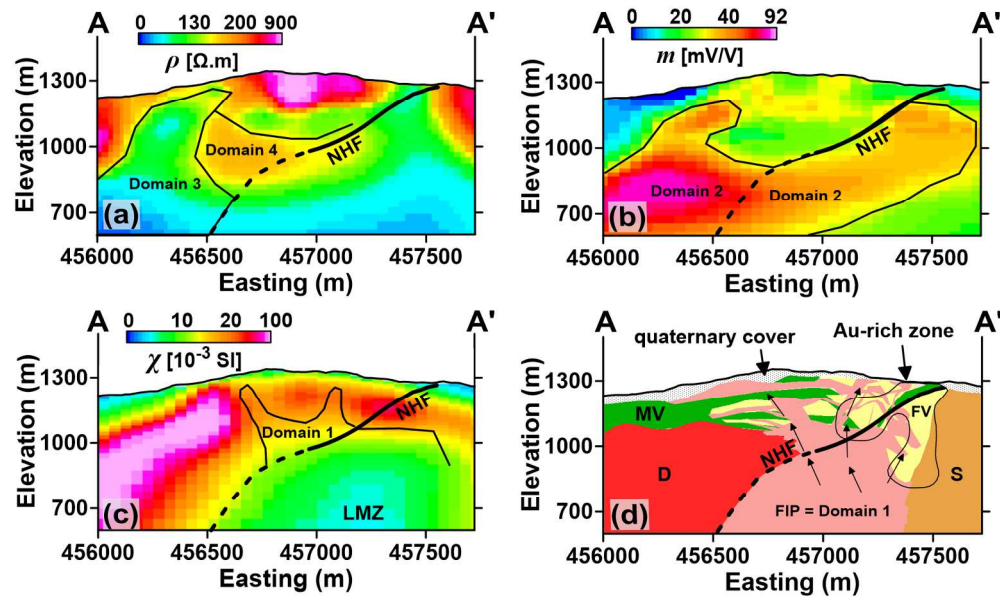 A A'
0 130 200 900
ρ [Ω.m]
Elevation (m)
1300
1000
700
Domain 4
Domain 3
NHF
(a)
456000 456500 457000 457500
Easting (m)
A A'
0 20 40 92
m [mV/V]
Elevation (m)
1300
1000
700
NHF
Domain 2 Domain 2
(b)
456000 456500 457000 457500
Easting (m)
A A'
0 10 20 100
χ [10⁻³ SI]
Elevation (m)
1300
1000
700
NHF
Domain 1
LMZ
(c)
456000 456500 457000 457500
Easting (m)
A A'
quaternary cover Au-rich zone
Elevation (m)
1300
1000
700
MV FV
NHF
D S
FIP = Domain 1
(d)
456000 456500 457000 457500
Easting (m)